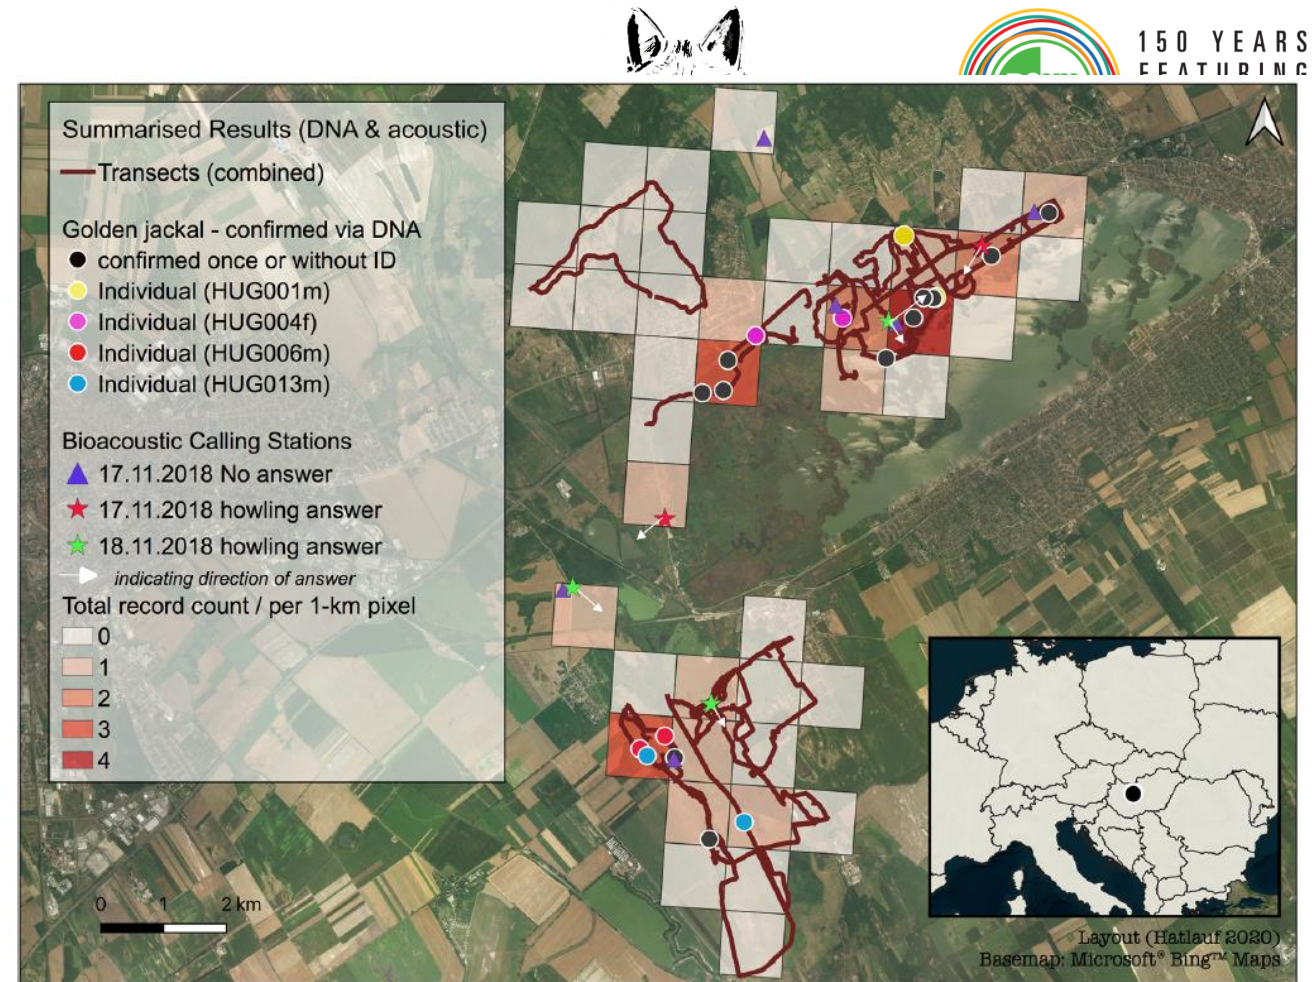 150 YEARS
FEATURING
Summarised Results (DNA & acoustic)
Transects (combined)
Golden jackal - confirmed via DNA
confirmed once or without ID
Individual (HUG001m)
Individual (HUG004f)
Individual (HUG006m)
Individual (HUG013m)
Bioacoustic Calling Stations
17.11.2018 No answer
17.11.2018 howling answer
18.11.2018 howling answer
indicating direction of answer
Total record count / per 1-km pixel
0
1
2
3
4
0 1 2 km
Layout (Hatlauf 2020)
Basemap: Microsoft® Bing™ Maps